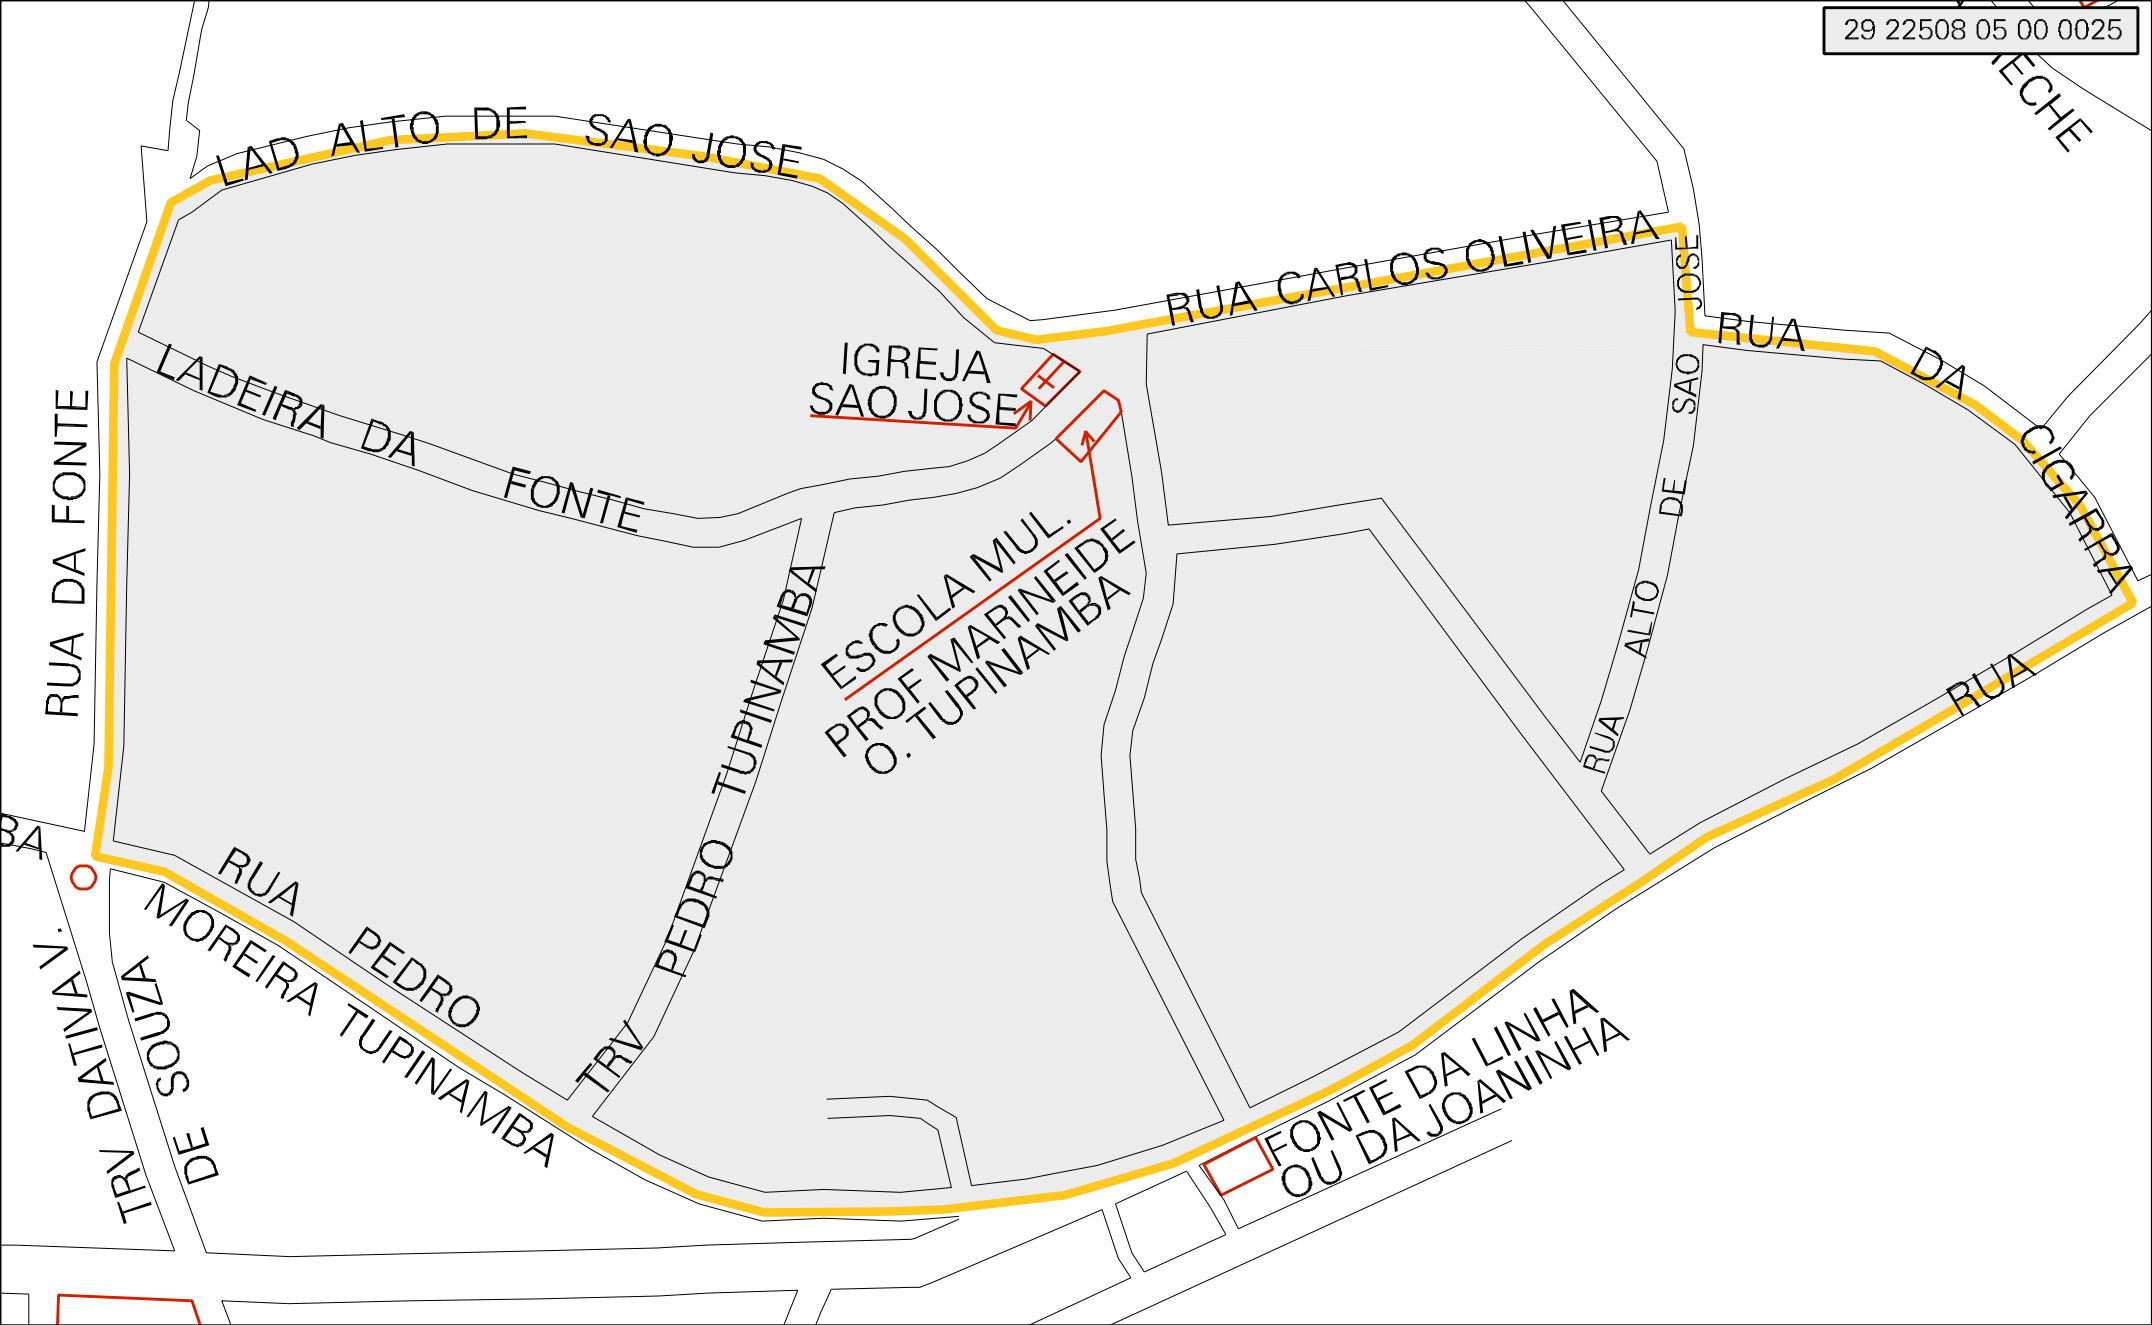 29 22508 05 00 0025
LAD ALTO DE SAO JOSE
RUA CARLOS OLIVEIRA
RUA DA CIGARRA
IGREJA
SAO JOSE
LADEIRA DA FONTE
RUA DA FONTE
ESCOLA MUL.
PROF MARINEIDE
O. TUPINAMBA
RUA ALTO DE SAO JOSE
TRV PEDRO TUPINAMBA
RUA
RUA PEDRO
MOREIRA TUPINAMBA
TRV DATIVA V.
DE SOUZA
FONTE DA LINHA
OU DA JOANINHA
BA
ECHE